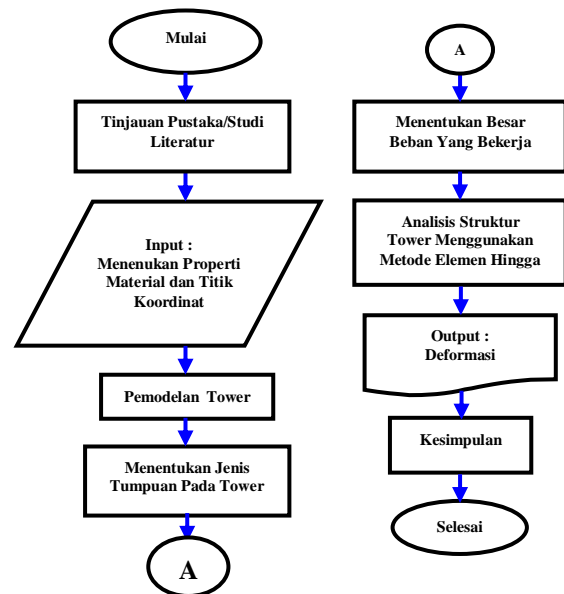 Mulai
Tinjauan Pustaka/Studi
Literatur
Input :
Menenukan Properti
Material dan Titik
Koordinat
Pemodelan Tower
Menentukan Jenis
Tumpuan Pada Tower
A
A
Menentukan Besar
Beban Yang Bekerja
Analisis Struktur
Tower Menggunakan
Metode Elemen Hingga
Output :
Deformasi
Kesimpulan
Selesai